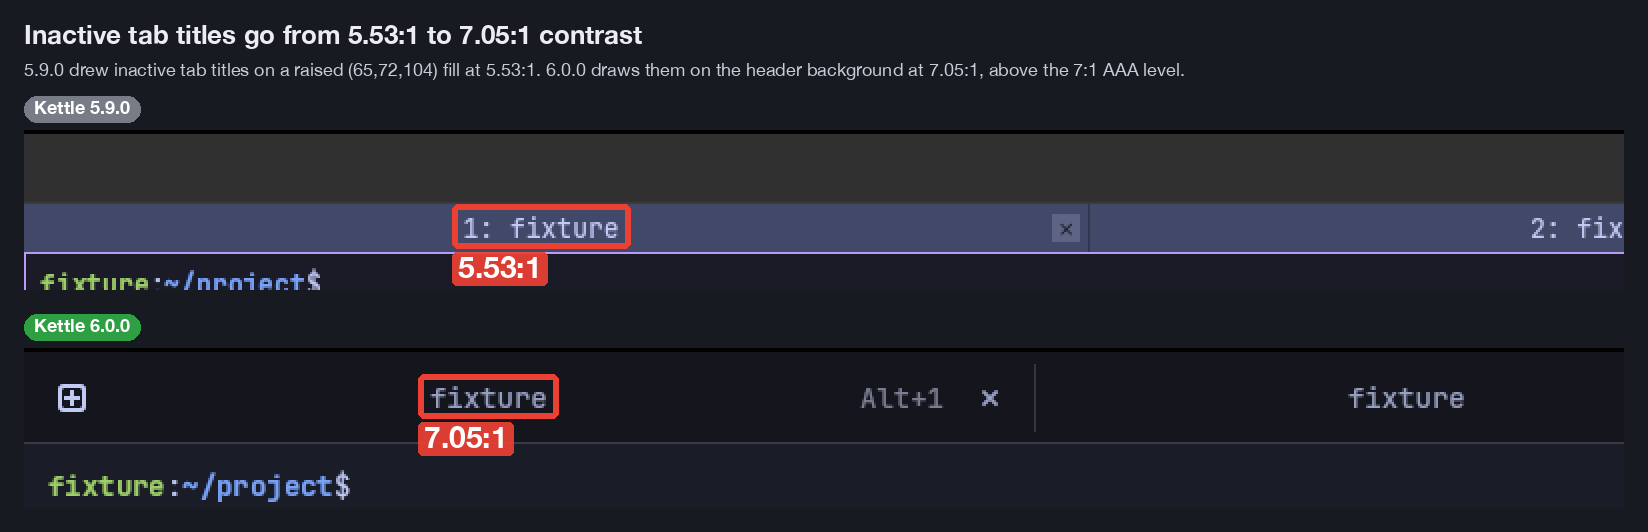 Inactive tab titles go from 5.53:1 to 7.05:1 contrast
5.9.0 drew inactive tab titles on a raised (65,72,104) fill at 5.53:1. 6.0.0 draws them on the header background at 7.05:1, above the 7:1 AAA level.
Kettle 5.9.0
1: fixture × 2: fix
5.53:1
fixture:~/project$
Kettle 6.0.0
fixture Alt+1 × fixture
7.05:1
fixture:~/project$